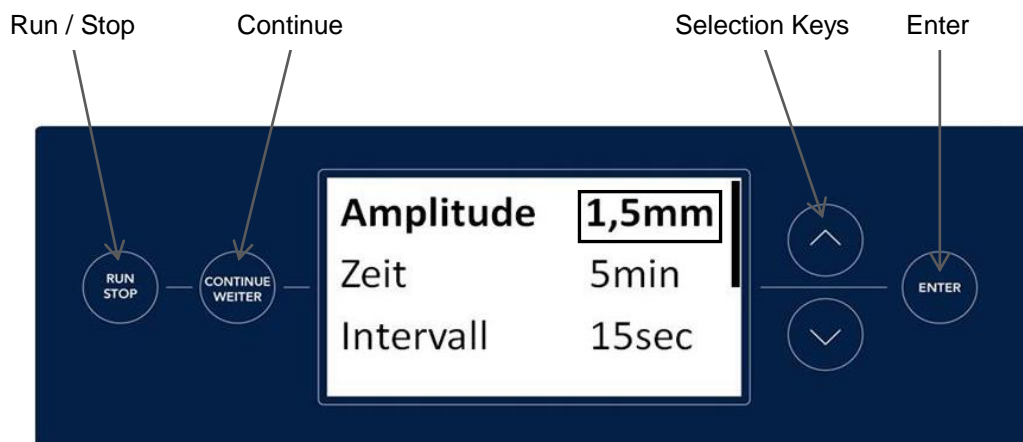 Run / Stop
Continue
Selection Keys
Enter
RUN
STOP
CONTINUE
WEITER
Amplitude 1,5mm
Zeit 5min
Intervall 15sec
ENTER